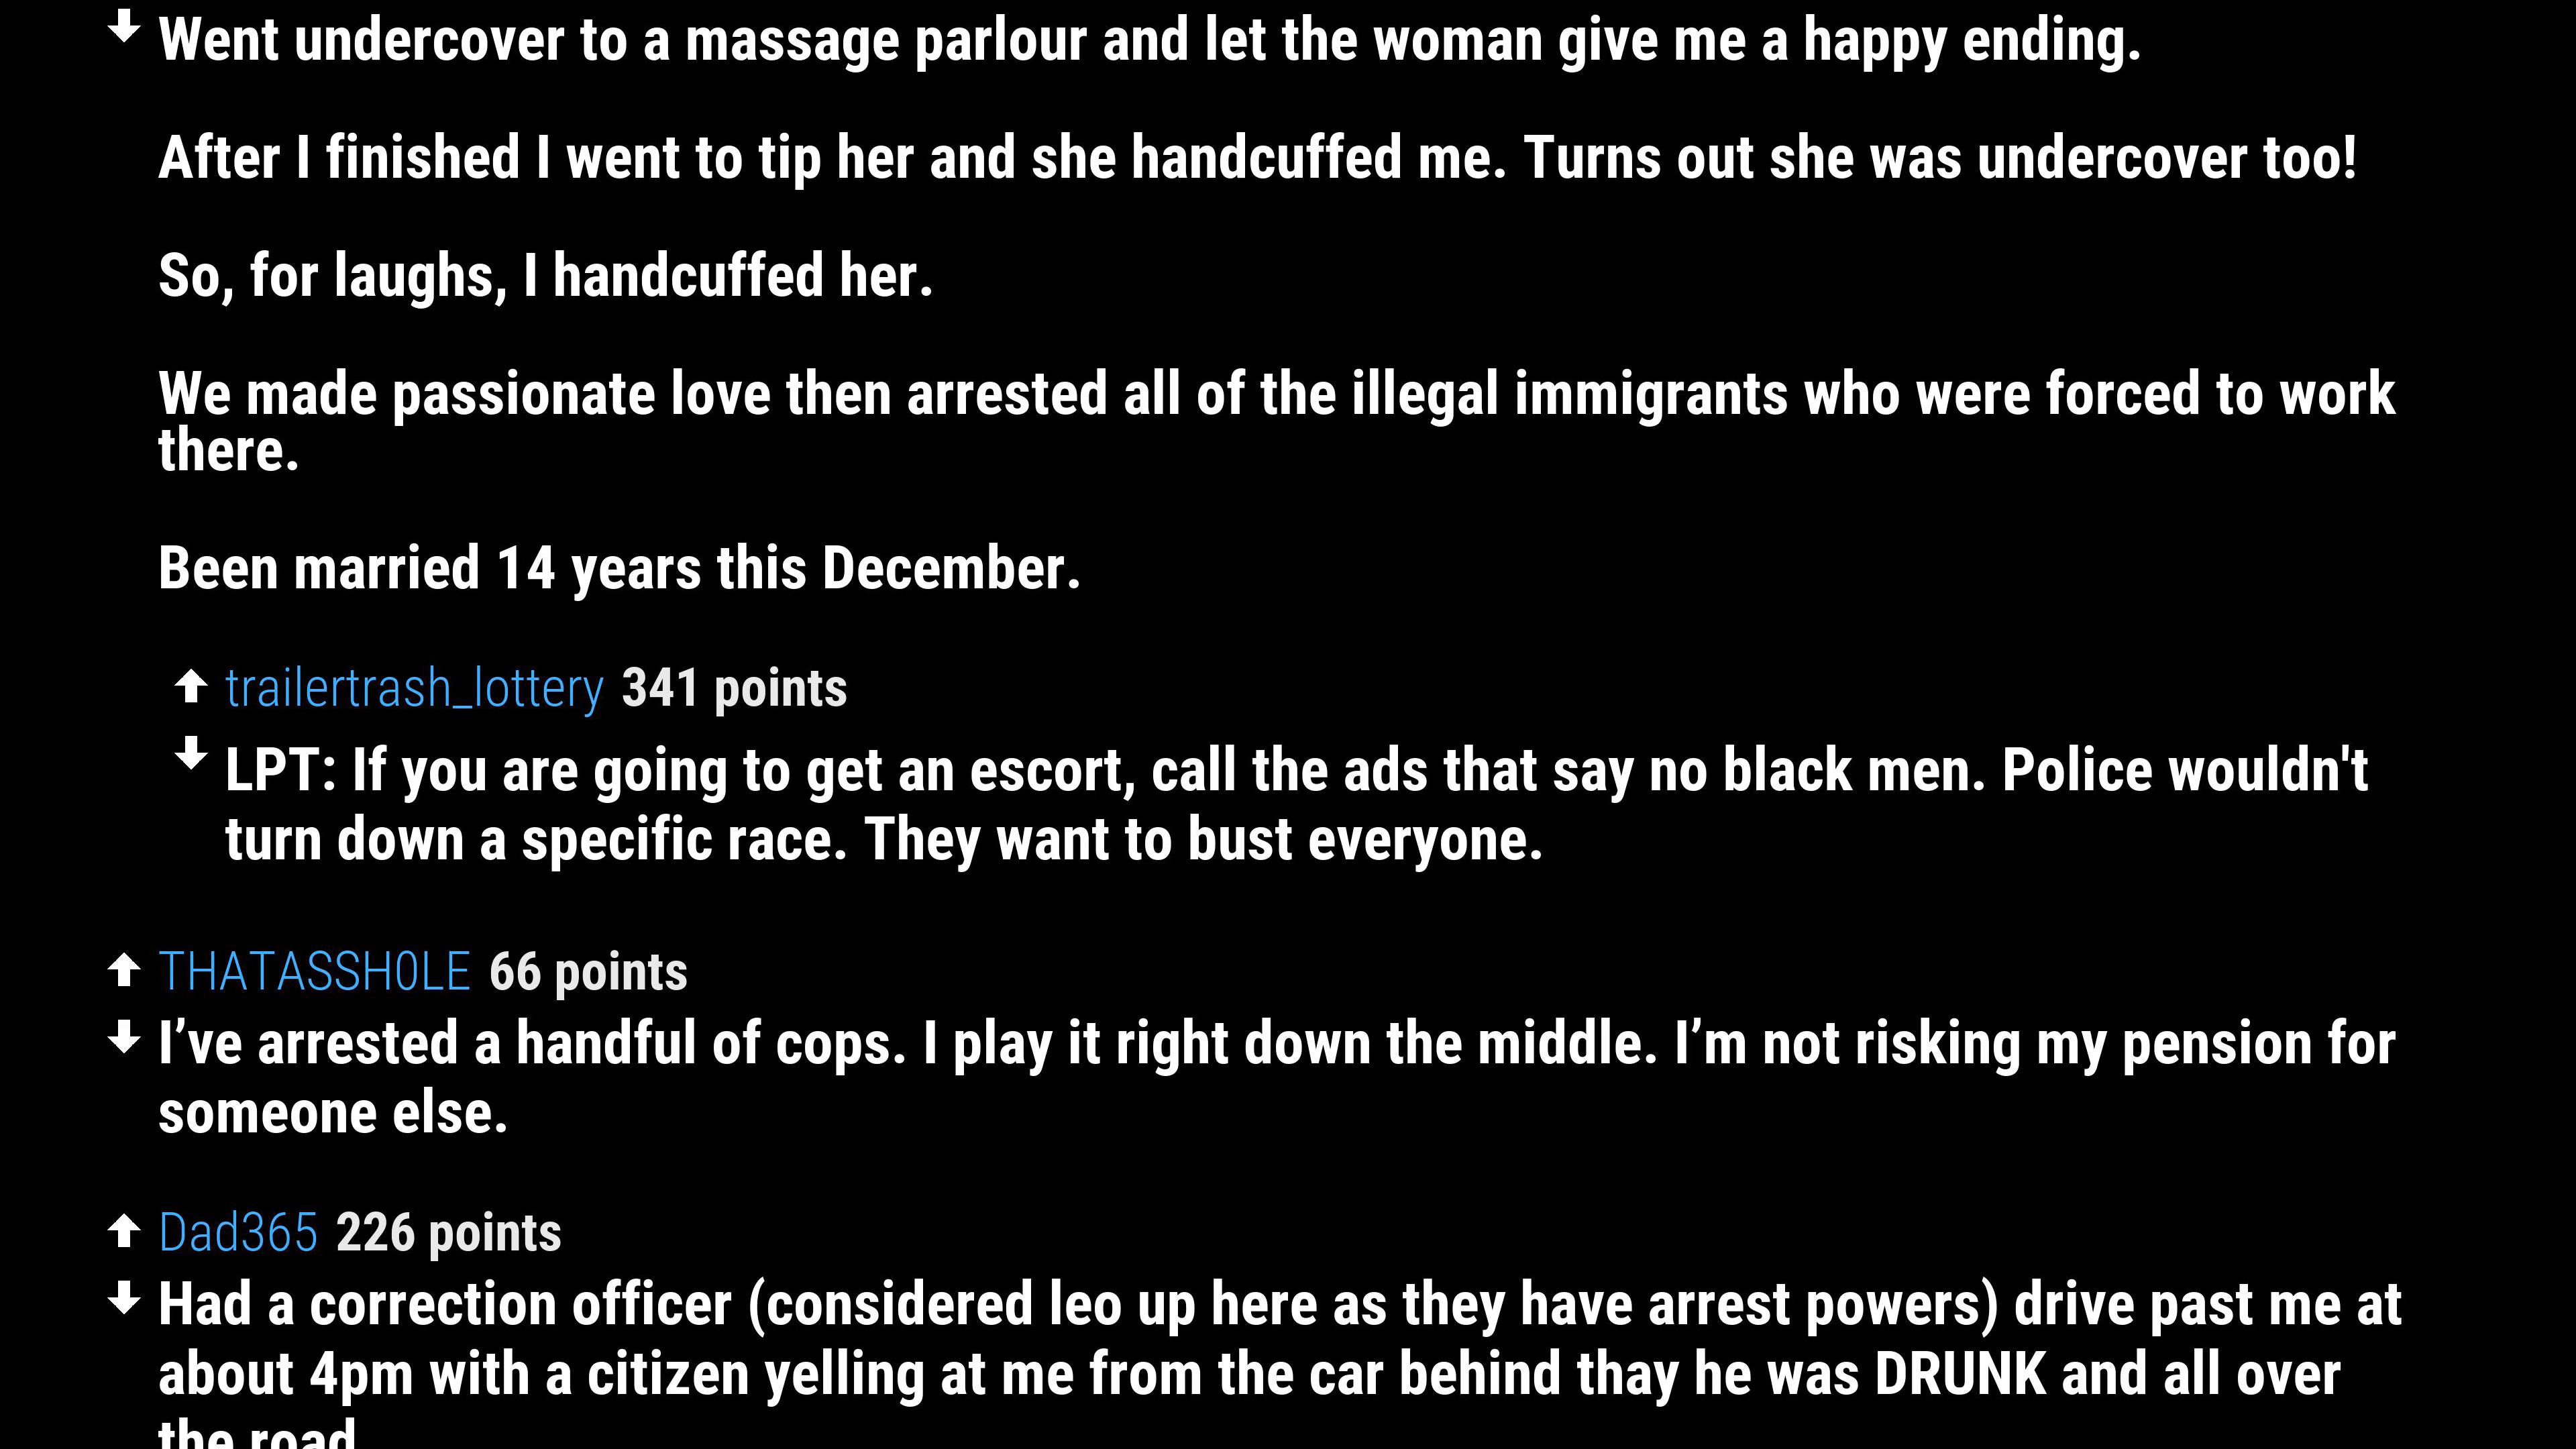 Went undercover to a massage parlour and let the woman give me a happy ending.
After I finished I went to tip her and she handcuffed me. Turns out she was undercover too!
So, for laughs, I handcuffed her.
We made passionate love then arrested all of the illegal immigrants who were forced to work
there.
Been married 14 years this December.
trailertrash_lottery 341 points
LPT: If you are going to get an escort, call the ads that say no black men. Police wouldn't
turn down a specific race. They want to bust everyone.
THATASSH0LE 66 points
I’ve arrested a handful of cops. I play it right down the middle. I’m not risking my pension for
someone else.
Dad365 226 points
Had a correction officer (considered leo up here as they have arrest powers) drive past me at
about 4pm with a citizen yelling at me from the car behind thay he was DRUNK and all over
the road